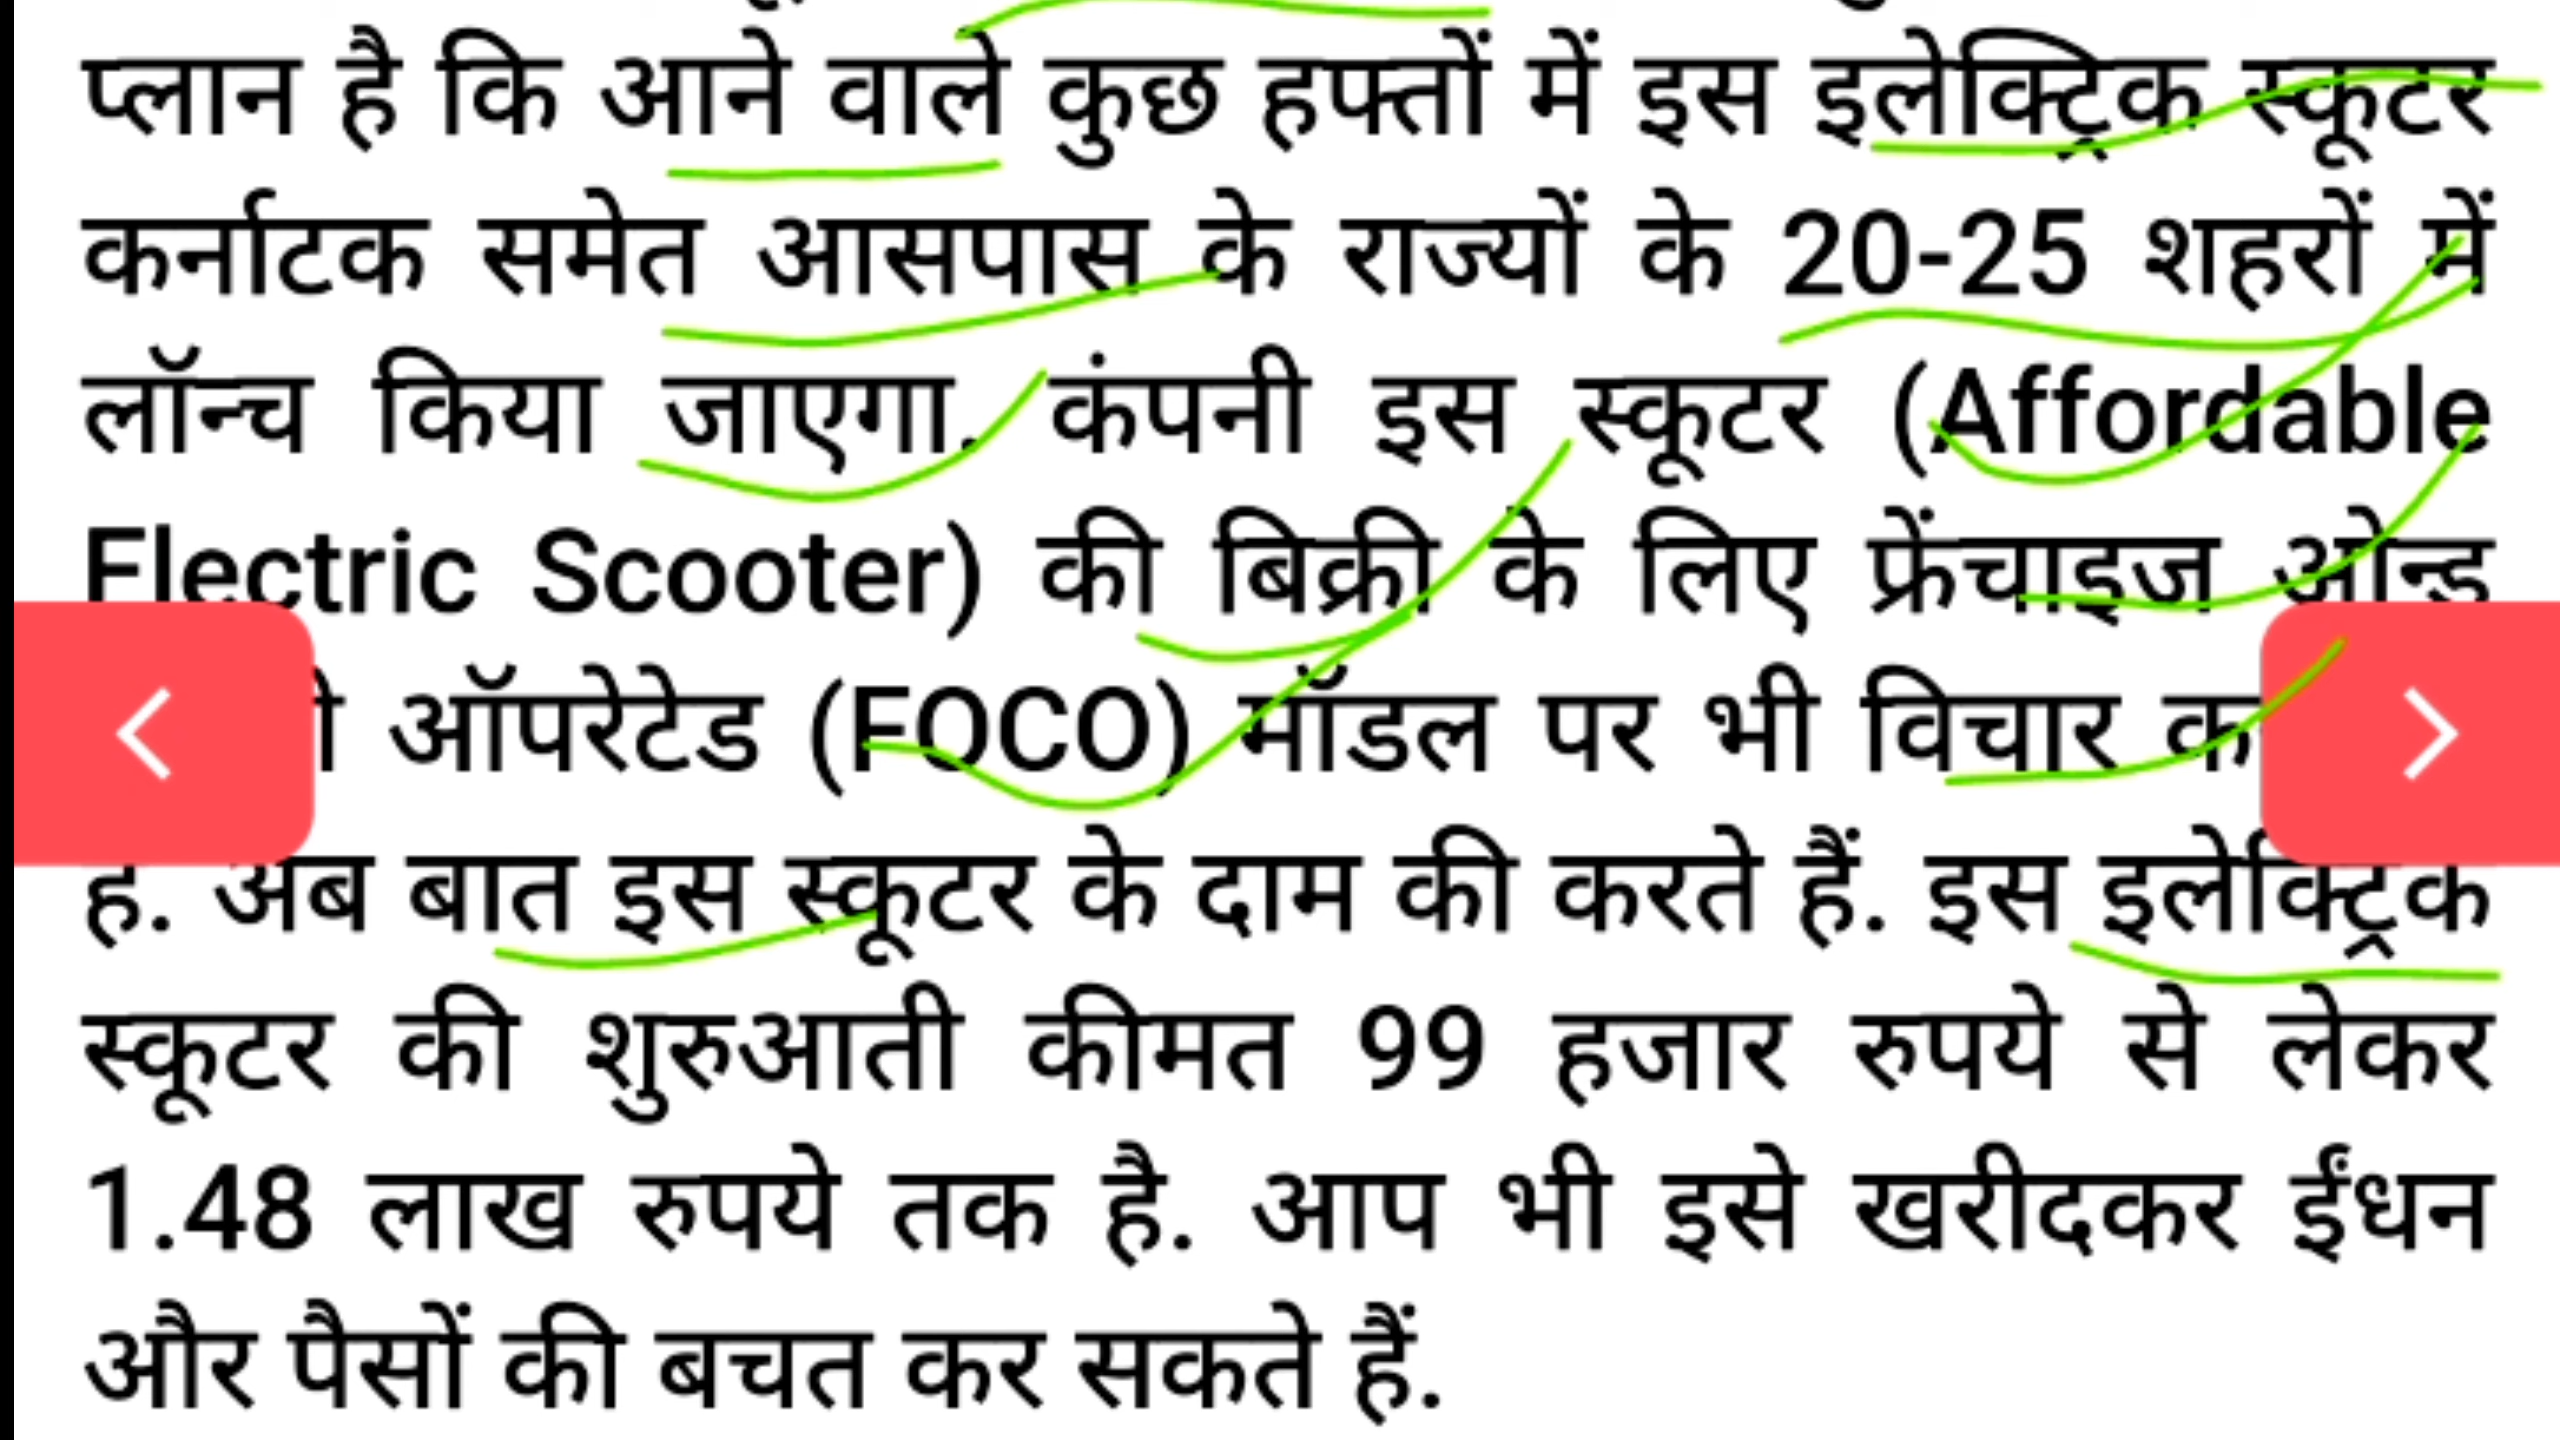 प्लान है कि आने वाले कुछ हफ्तों में इस इलेक्ट्रिक स्कूटर
कर्नाटक समेत आसपास के राज्यों के 20-25 शहरों में
लॉन्च किया जाएगा. कंपनी इस स्कूटर (Affordable
Electric Scooter) की बिक्री के लिए फ्रेंचाइज ओन्ड
ऑपरेटेड (FOCO) मॉडल पर भी विचार
है. अब बात इस स्कूटर के दाम की करते हैं. इस इलेक्ट्रिक
स्कूटर की शुरुआती कीमत 99 हजार रुपये से लेकर
1.48 लाख रुपये तक है. आप भी इसे खरीदकर ईंधन
और पैसों की बचत कर सकते हैं.